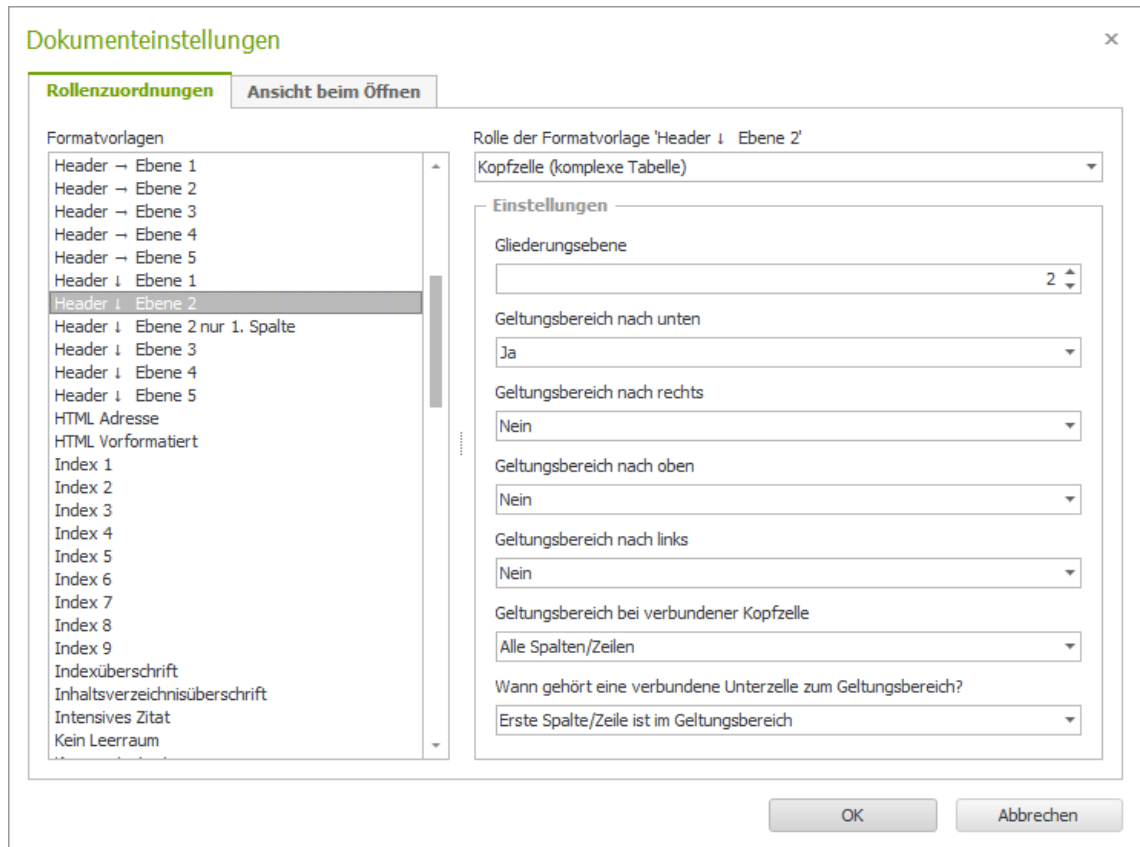 Dokumenteinstellungen
Rollenzuordnungen
Ansicht beim Öffnen
Formatvorlagen
Header → Ebene 1
Header → Ebene 2
Header → Ebene 3
Header → Ebene 4
Header → Ebene 5
Header ↓ Ebene 1
Header ↓ Ebene 2
Header ↓ Ebene 2 nur 1. Spalte
Header ↓ Ebene 3
Header ↓ Ebene 4
Header ↓ Ebene 5
HTML Adresse
HTML Vorformatiert
Index 1
Index 2
Index 3
Index 4
Index 5
Index 6
Index 7
Index 8
Index 9
Indexüberschrift
Inhaltsverzeichnisüberschrift
Intensives Zitat
Kein Leerraum
Rolle der Formatvorlage 'Header ↓ Ebene 2'
Kopfzelle (komplexe Tabelle)
Einstellungen
Gliederungsebene
2
Geltungsbereich nach unten
Ja
Geltungsbereich nach rechts
Nein
Geltungsbereich nach oben
Nein
Geltungsbereich nach links
Nein
Geltungsbereich bei verbundener Kopfzelle
Alle Spalten/Zeilen
Wann gehört eine verbundene Unterzelle zum Geltungsbereich?
Erste Spalte/Zeile ist im Geltungsbereich
OK
Abbrechen